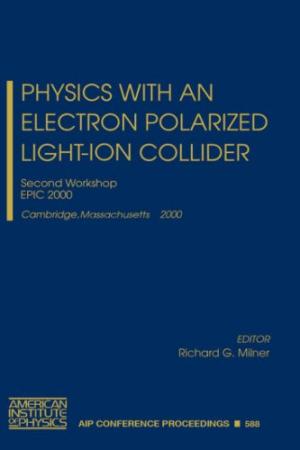 PHYSICS WITH AN
ELECTRON POLARIZED
LIGHT-ION COLLIDER
Second Workshop
EPIC 2000
Cambridge, Massachusetts 2000
EDITOR
Richard G. Milner
AMERICAN
INSTITUTE
OF PHYSICS
AIP CONFERENCE PROCEEDINGS ■ 588